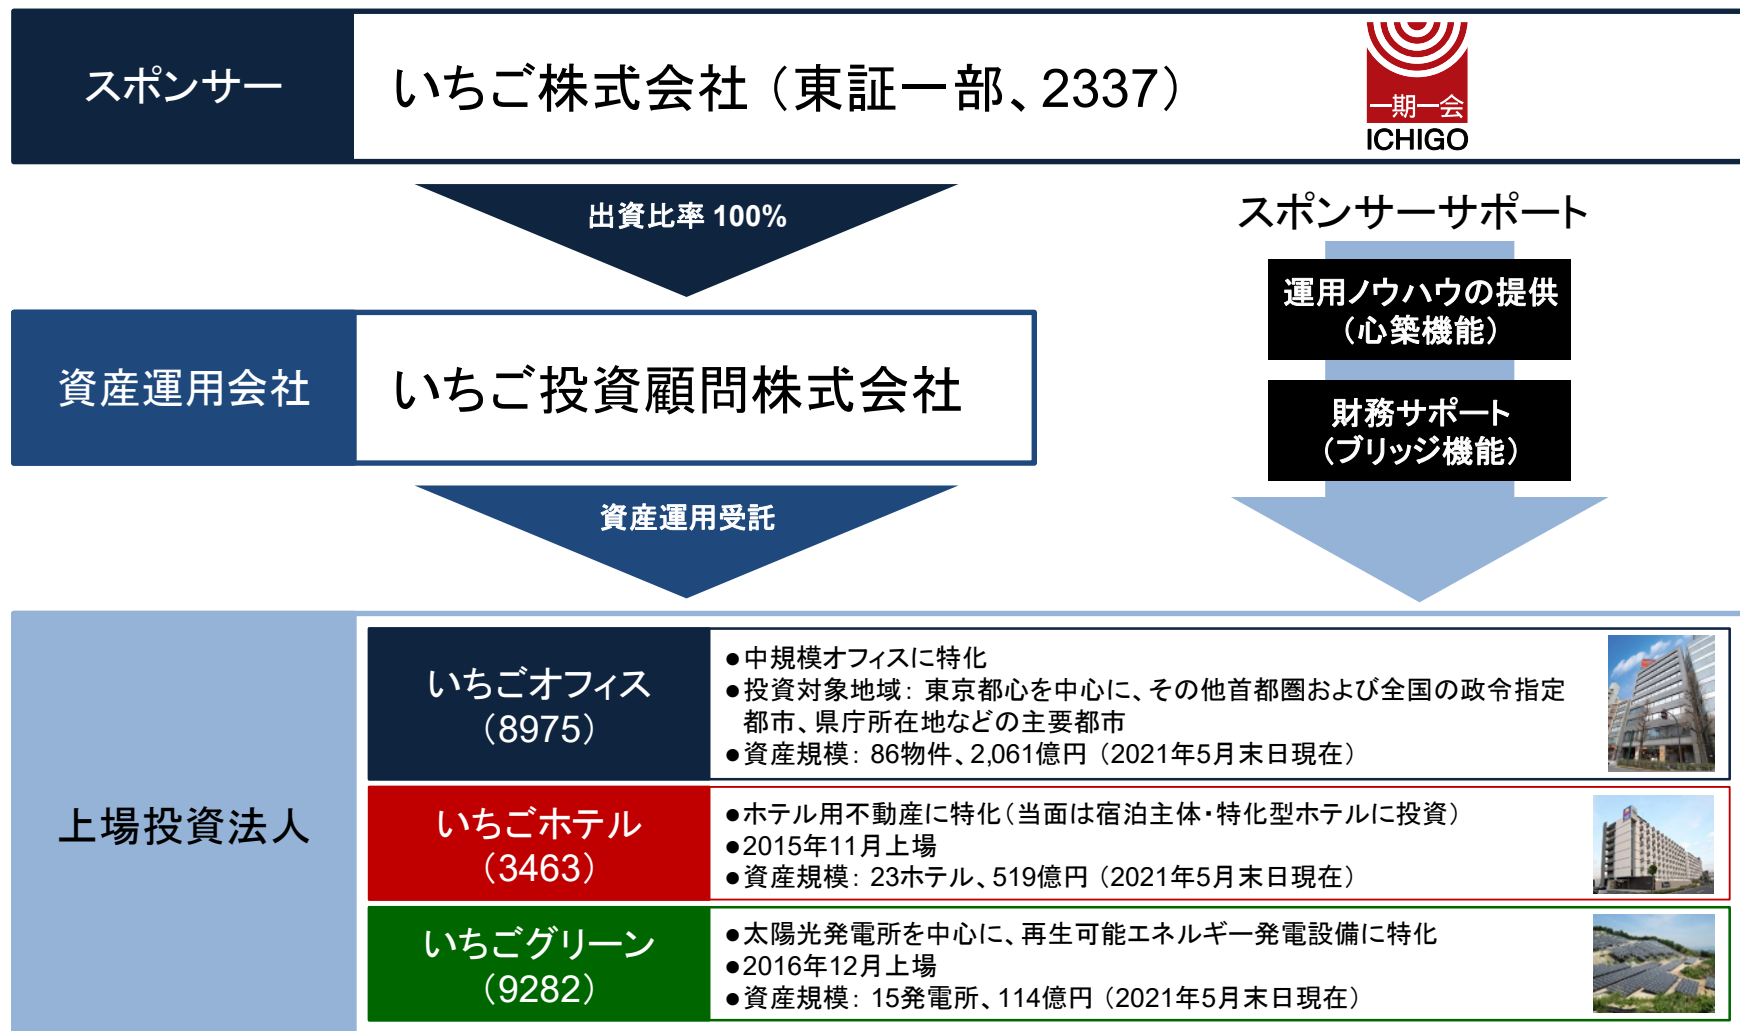 スポンサー
いちご株式会社（東証一部、2337）
一期一会
ICHIGO
出資比率 100%
スポンサーサポート
運用ノウハウの提供
（心築機能）
資産運用会社
いちご投資顧問株式会社
財務サポート
（ブリッジ機能）
資産運用受託
上場投資法人
いちごオフィス
（8975）
●中規模オフィスに特化
●投資対象地域： 東京都心を中心に、その他首都圏および全国の政令指定
都市、県庁所在地などの主要都市
●資産規模： 86物件、2,061億円（2021年5月末日現在）
いちごホテル
（3463）
●ホテル用不動産に特化（当面は宿泊主体・特化型ホテルに投資）
●2015年11月上場
●資産規模： 23ホテル、519億円（2021年5月末日現在）
いちごグリーン
（9282）
●太陽光発電所を中心に、再生可能エネルギー発電設備に特化
●2016年12月上場
●資産規模： 15発電所、114億円（2021年5月末日現在）